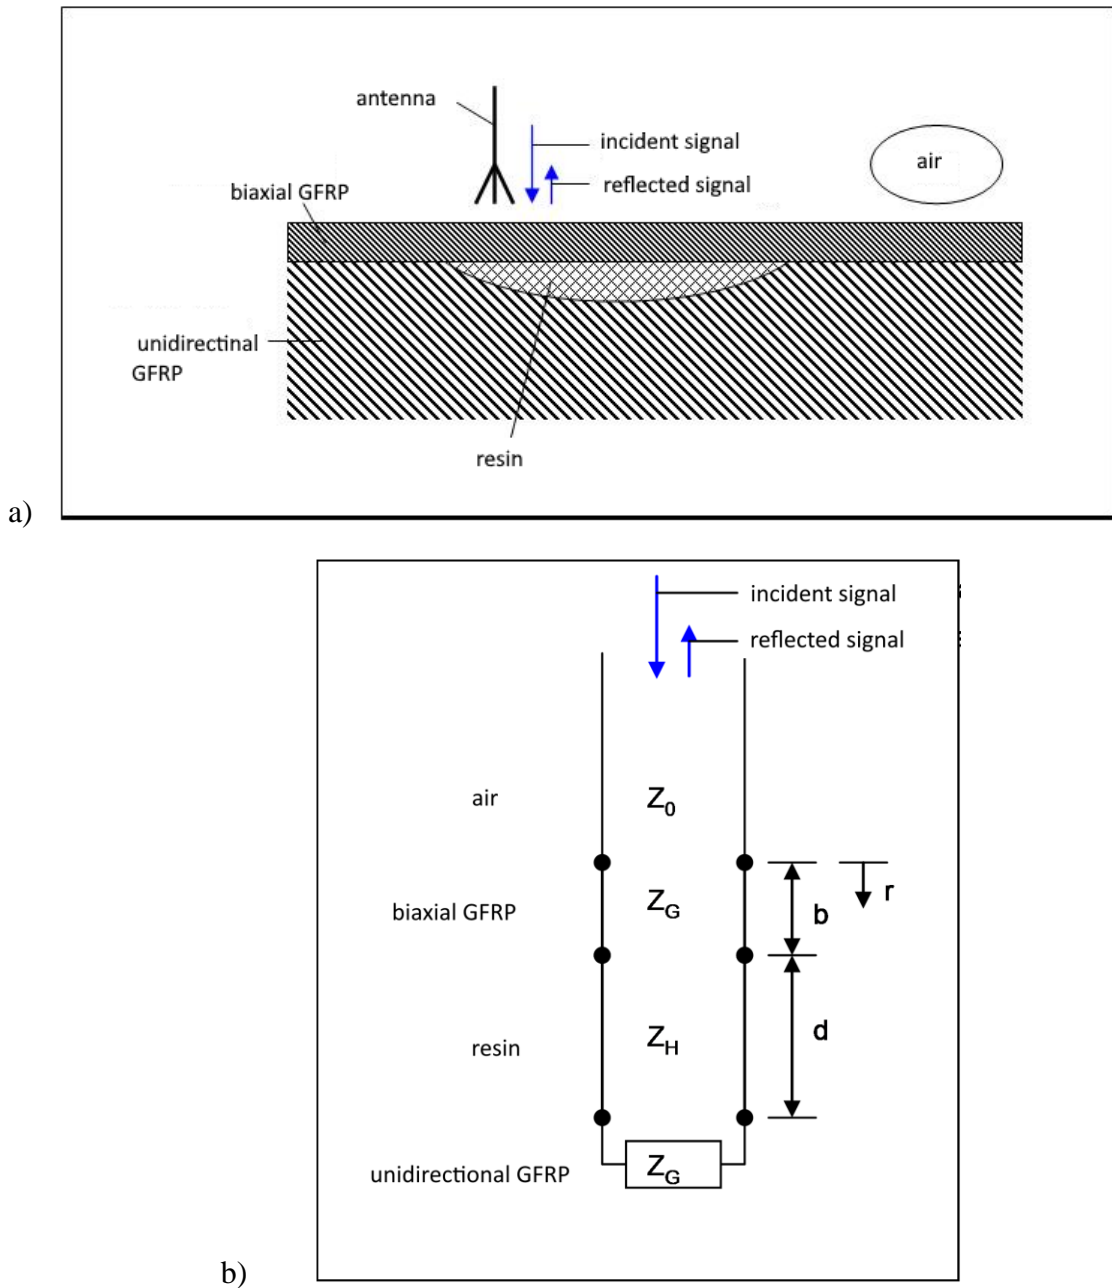 antenna
incident signal
reflected signal
air
biaxial GFRP
unidirectinal
GFRP
resin
a)
incident signal
reflected signal
air
Z0
r
biaxial GFRP
ZG
b
resin
ZH
d
unidirectional GFRP
ZG
b)